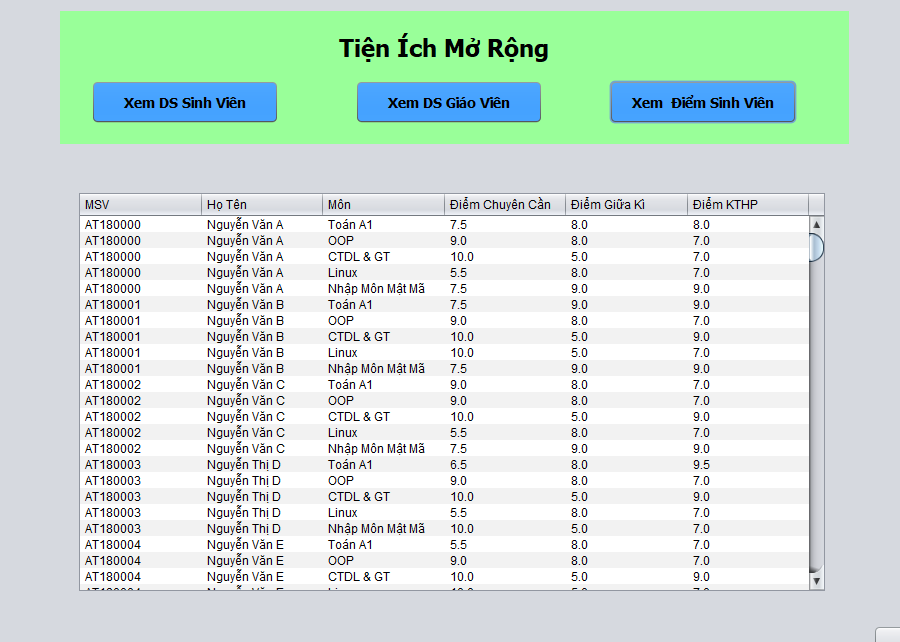 Tiện Ích Mở Rộng
Xem DS Sinh Viên Xem DS Giáo Viên Xem  Điểm Sinh Viên
MSV Họ Tên Môn Điểm Chuyên Cần Điểm Giữa Kì Điểm KTHP
AT180000 Nguyễn Văn A Toán A1 7.5 8.0 8.0
AT180000 Nguyễn Văn A OOP 9.0 8.0 7.0
AT180000 Nguyễn Văn A CTDL & GT 10.0 5.0 9.0
AT180000 Nguyễn Văn A Linux 5.5 8.0 7.0
AT180000 Nguyễn Văn A Nhập Môn Mật Mã 7.5 9.0 9.0
AT180001 Nguyễn Văn B Toán A1 7.5 9.0 9.0
AT180001 Nguyễn Văn B OOP 9.0 8.0 7.0
AT180001 Nguyễn Văn B CTDL & GT 10.0 5.0 9.0
AT180001 Nguyễn Văn B Linux 10.0 5.0 7.0
AT180001 Nguyễn Văn B Nhập Môn Mật Mã 7.5 9.0 9.0
AT180002 Nguyễn Văn C Toán A1 9.0 8.0 7.0
AT180002 Nguyễn Văn C OOP 9.0 8.0 7.0
AT180002 Nguyễn Văn C CTDL & GT 10.0 5.0 9.0
AT180002 Nguyễn Văn C Linux 5.5 8.0 7.0
AT180002 Nguyễn Văn C Nhập Môn Mật Mã 7.5 9.0 9.0
AT180003 Nguyễn Thị D Toán A1 6.5 8.0 9.5
AT180003 Nguyễn Thị D OOP 9.0 8.0 7.0
AT180003 Nguyễn Thị D CTDL & GT 10.0 5.0 9.0
AT180003 Nguyễn Thị D Linux 5.5 8.0 7.0
AT180003 Nguyễn Thị D Nhập Môn Mật Mã 10.0 5.0 7.0
AT180004 Nguyễn Văn E Toán A1 5.5 8.0 7.0
AT180004 Nguyễn Văn E OOP 9.0 8.0 7.0
AT180004 Nguyễn Văn E CTDL & GT 10.0 5.0 9.0